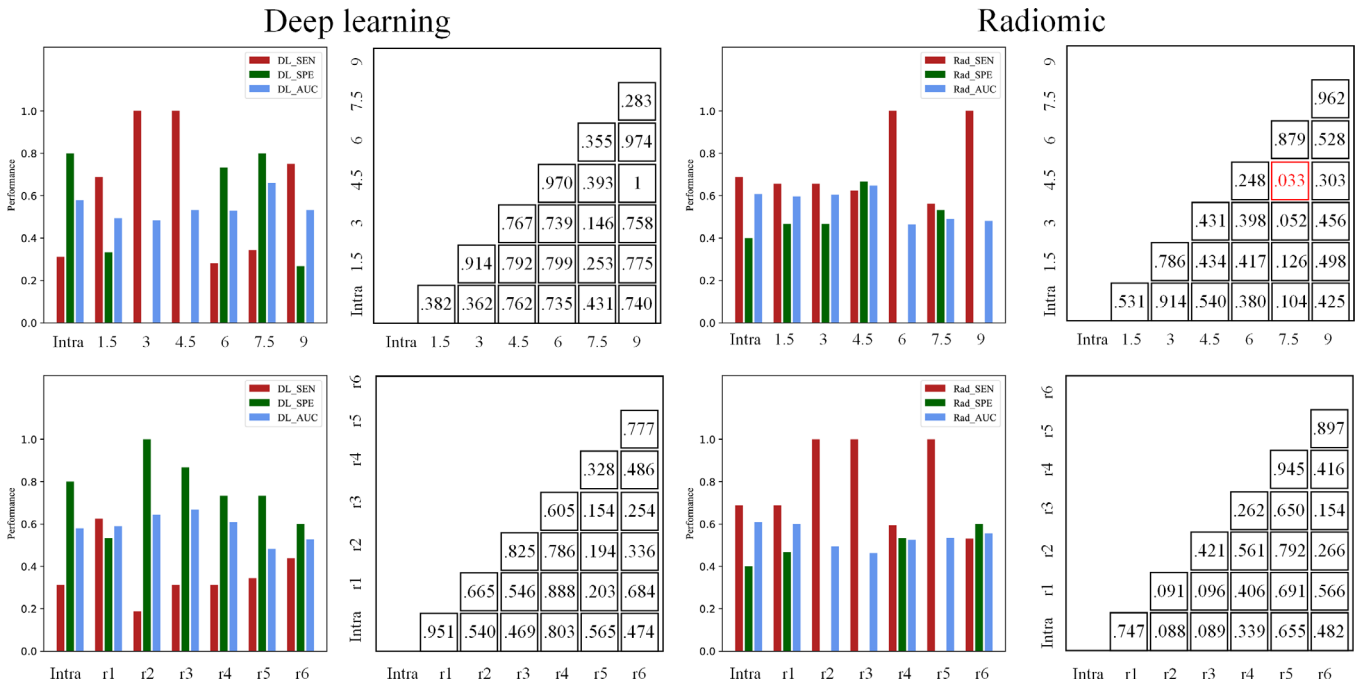 Deep learning
Radiomic
DL_SEN
DL_SPE
DL_AUC
Performance
1.0
0.8
0.6
0.4
0.2
0.0
Intra 1.5 3 4.5 6 7.5 9
9
7.5 .283
6 .355 .974
4.5 .970 .393 1
3 .767 .739 .146 .758
1.5 .914 .792 .799 .253 .775
Intra .382 .362 .762 .735 .431 .740
Intra 1.5 3 4.5 6 7.5 9
Rad_SEN
Rad_SPE
Rad_AUC
Performance
1.0
0.8
0.6
0.4
0.2
0.0
Intra 1.5 3 4.5 6 7.5 9
9
7.5 .962
6 .879 .528
4.5 .248 .033 .303
3 .431 .398 .052 .456
1.5 .786 .434 .417 .126 .498
Intra .531 .914 .540 .380 .104 .425
Intra 1.5 3 4.5 6 7.5 9
DL_SEN
DL_SPE
DL_AUC
Performance
1.0
0.8
0.6
0.4
0.2
0.0
Intra r1 r2 r3 r4 r5 r6
r6
r5 .777
r4 .328 .486
r3 .605 .154 .254
r2 .825 .786 .194 .336
r1 .665 .546 .888 .203 .684
Intra .951 .540 .469 .803 .565 .474
Intra r1 r2 r3 r4 r5 r6
Rad_SEN
Rad_SPE
Rad_AUC
Performance
1.0
0.8
0.6
0.4
0.2
0.0
Intra r1 r2 r3 r4 r5 r6
r6
r5 .897
r4 .945 .416
r3 .262 .650 .154
r2 .421 .561 .792 .266
r1 .091 .096 .406 .691 .566
Intra .747 .088 .089 .339 .655 .482
Intra r1 r2 r3 r4 r5 r6